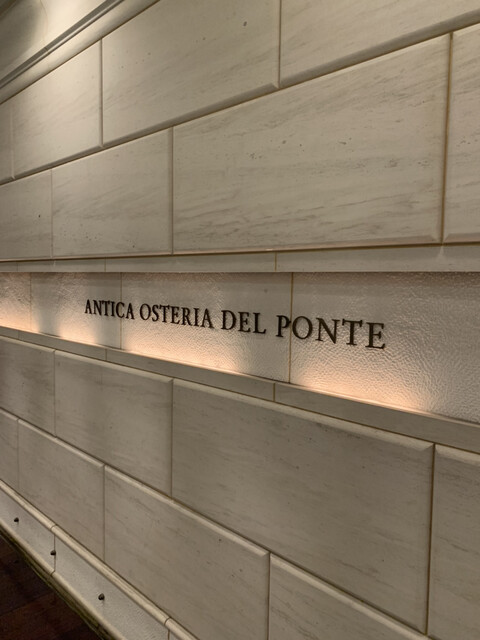 ANTICA OSTERIA DEL PONTE